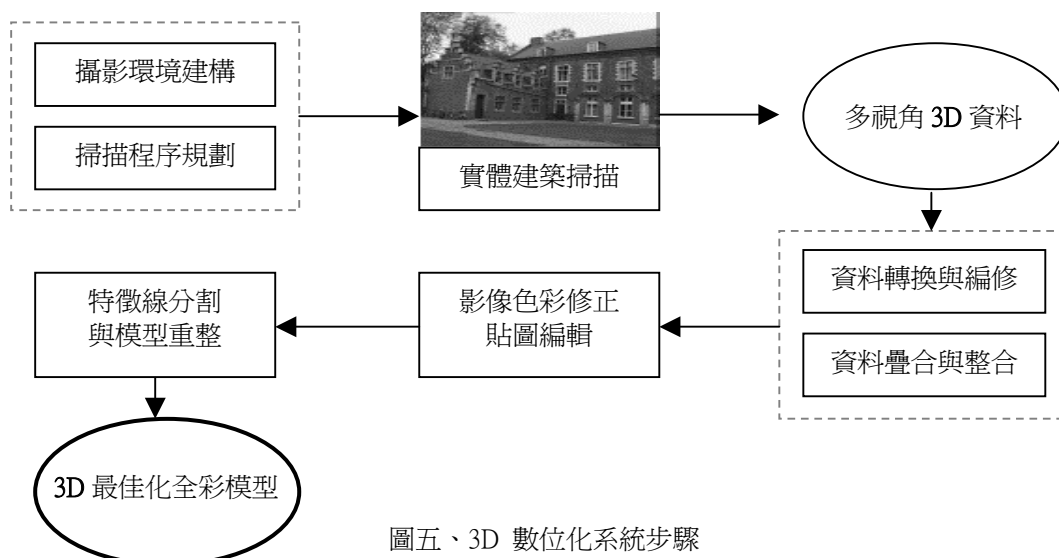 攝影環境建構
掃描程序規劃
實體建築掃描
多視角 3D 資料
資料轉換與編修
資料疊合與整合
影像色彩修正
貼圖編輯
特徵線分割
與模型重整
3D 最佳化全彩模型
圖五、3D 數位化系統步驟